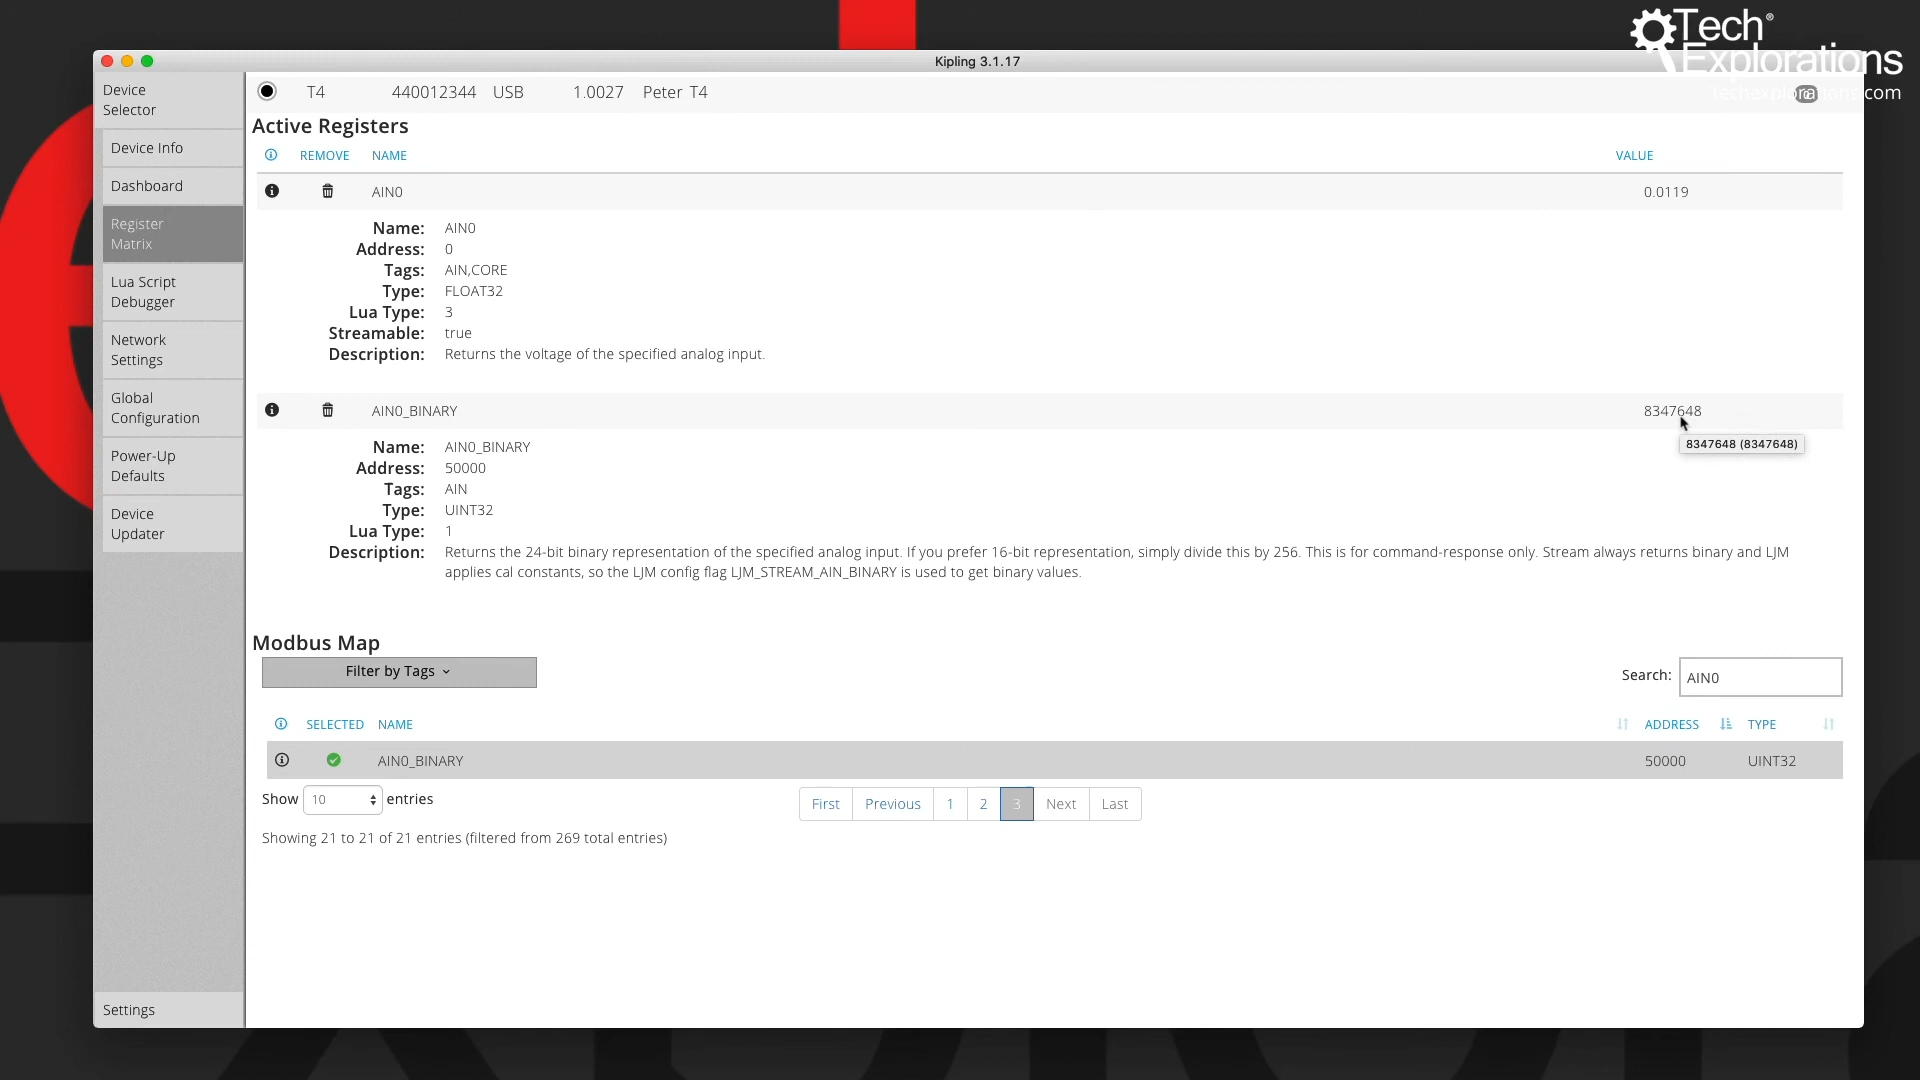 Tech®
Explorations
techexplorations.com
Kipling 3.1.17
Device
Selector
Device Info
Dashboard
Register
Matrix
Lua Script
Debugger
Network
Settings
Global
Configuration
Power-Up
Defaults
Device
Updater
Settings
T4 440012344 USB 1.0027 Peter T4
Active Registers
REMOVE NAME VALUE
AIN0 0.0119
Name: AIN0
Address: 0
Tags: AIN,CORE
Type: FLOAT32
Lua Type: 3
Streamable: true
Description: Returns the voltage of the specified analog input.
AIN0_BINARY 8347648
8347648 (8347648)
Name: AIN0_BINARY
Address: 50000
Tags: AIN
Type: UINT32
Lua Type: 1
Description: Returns the 24-bit binary representation of the specified analog input. If you prefer 16-bit representation, simply divide this by 256. This is for command-response only. Stream always returns binary and LJM
applies cal constants, so the LJM config flag LJM_STREAM_AIN_BINARY is used to get binary values.
Modbus Map
Filter by Tags
Search: AIN0
SELECTED NAME ADDRESS TYPE
AIN0_BINARY 50000 UINT32
Show 10 entries
First Previous 1 2 3 Next Last
Showing 21 to 21 of 21 entries (filtered from 269 total entries)